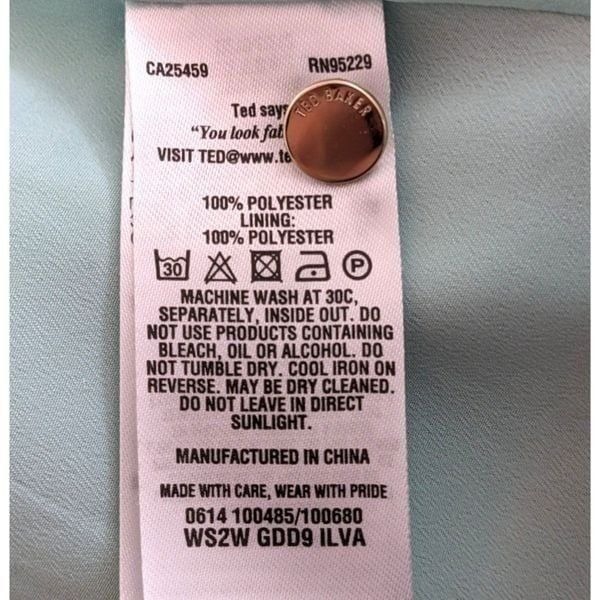 CA25459 RN95229
TED BAKER
Ted says
"You look fab
VISIT TED@www.te
100% POLYESTER
LINING:
100% POLYESTER
30 P
MACHINE WASH AT 30C,
SEPARATELY, INSIDE OUT. DO
NOT USE PRODUCTS CONTAINING
BLEACH, OIL OR ALCOHOL. DO
NOT TUMBLE DRY. COOL IRON ON
REVERSE. MAY BE DRY CLEANED.
DO NOT LEAVE IN DIRECT
SUNLIGHT.
MANUFACTURED IN CHINA
MADE WITH CARE, WEAR WITH PRIDE
0614 100485/100680
WS2W GDD9 ILVA